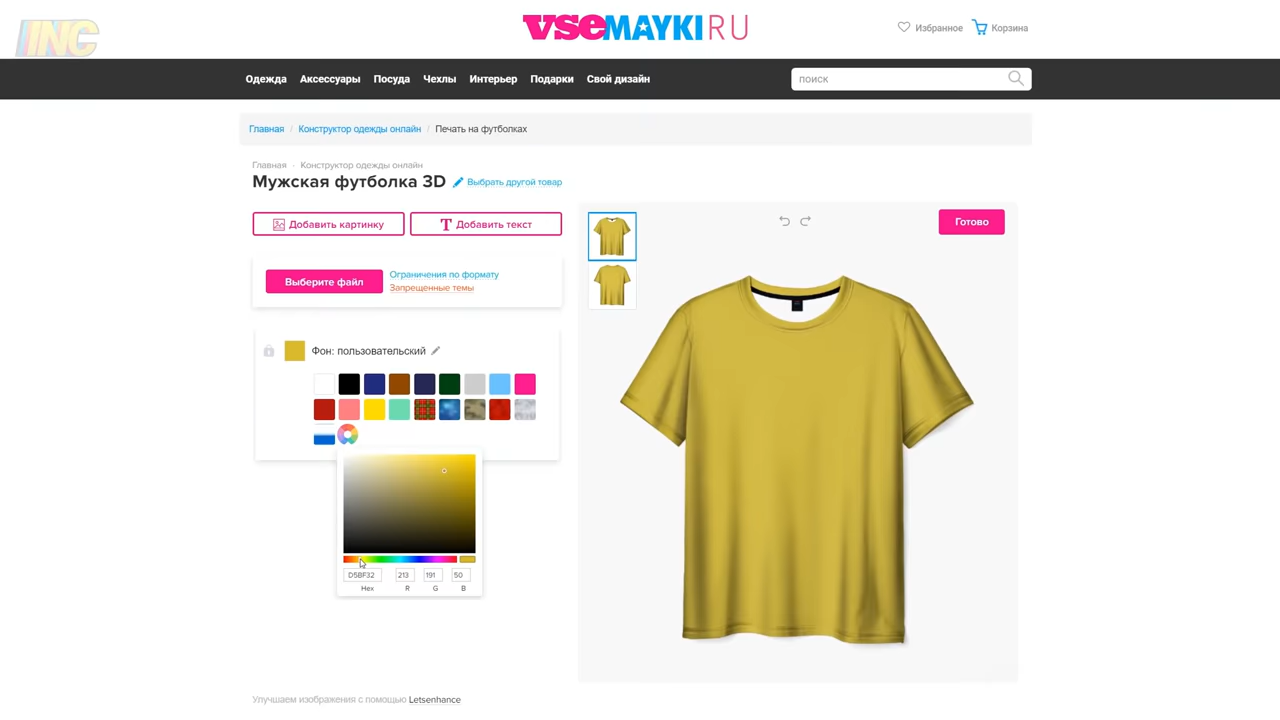 INC
vseMAYKIRU
Избранное
Корзина
Одежда Аксессуары Посуда Чехлы Интерьер Подарки Свой дизайн
поиск
Главная / Конструктор одежды онлайн / Печать на футболках
Главная · Конструктор одежды онлайн
Мужская футболка 3D
Выбрать другой товар
Добавить картинку
Добавить текст
Готово
Выберите файл
Ограничения по формату
Запрещенные темы
Фон: пользовательский
D5BF32 213 191 50
Hex R G B
Улучшаем изображения с помощью Letsenhance